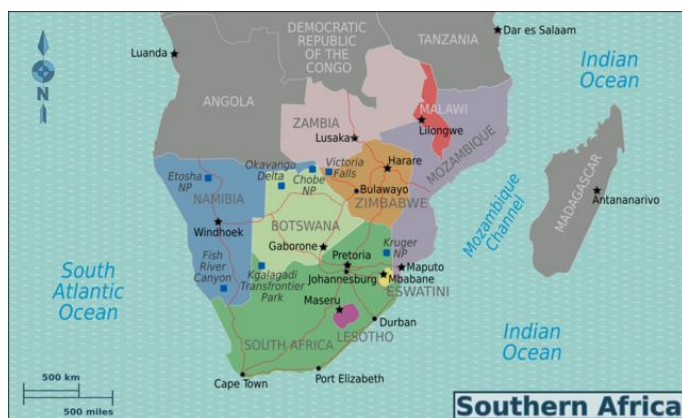 DEMOCRATIC
REPUBLIC
OF THE
CONGO
TANZANIA
Dar es Salaam
Luanda
Indian
Ocean
N
ANGOLA
MALAWI
ZAMBIA
Lusaka
Lilongwe
MOZAMBIQUE
Okavango
Delta
Victoria
Falls
Harare
Etosha
NP
Chobe
NP
MADAGASCAR
NAMIBIA
Bulawayo
ZIMBABWE
Antananarivo
Mozambique
Channel
BOTSWANA
Windhoek
Gaborone
Kruger
NP
Pretoria
Fish
River
Canyon
Kgalagadi
Transfrontier
Park
Maputo
Johannesburg
Mbabane
ESWATINI
South
Atlantic
Ocean
Maseru
Durban
Indian
Ocean
SOUTH AFRICA
LESOTHO
Cape Town
Port Elizabeth
500 km
500 miles
Southern Africa